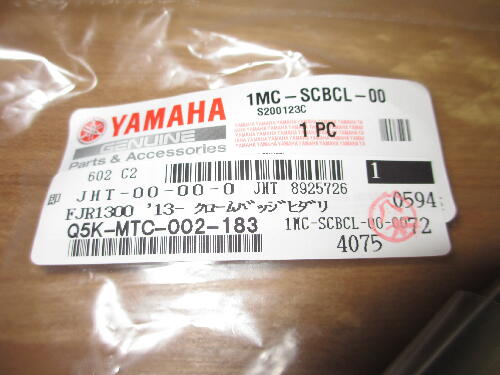 YAMAHA
GENUINE
Parts & Accessories
1MC-SCBCL-00
S200123C
1 PC
602 C2
1
JHT-00-00-0 JHT 8925726
0594
FJR1300 '13- クロームバッジヒダリ
Q5K-MTC-002-183
1MC-SCBCL-00-00
72
4075